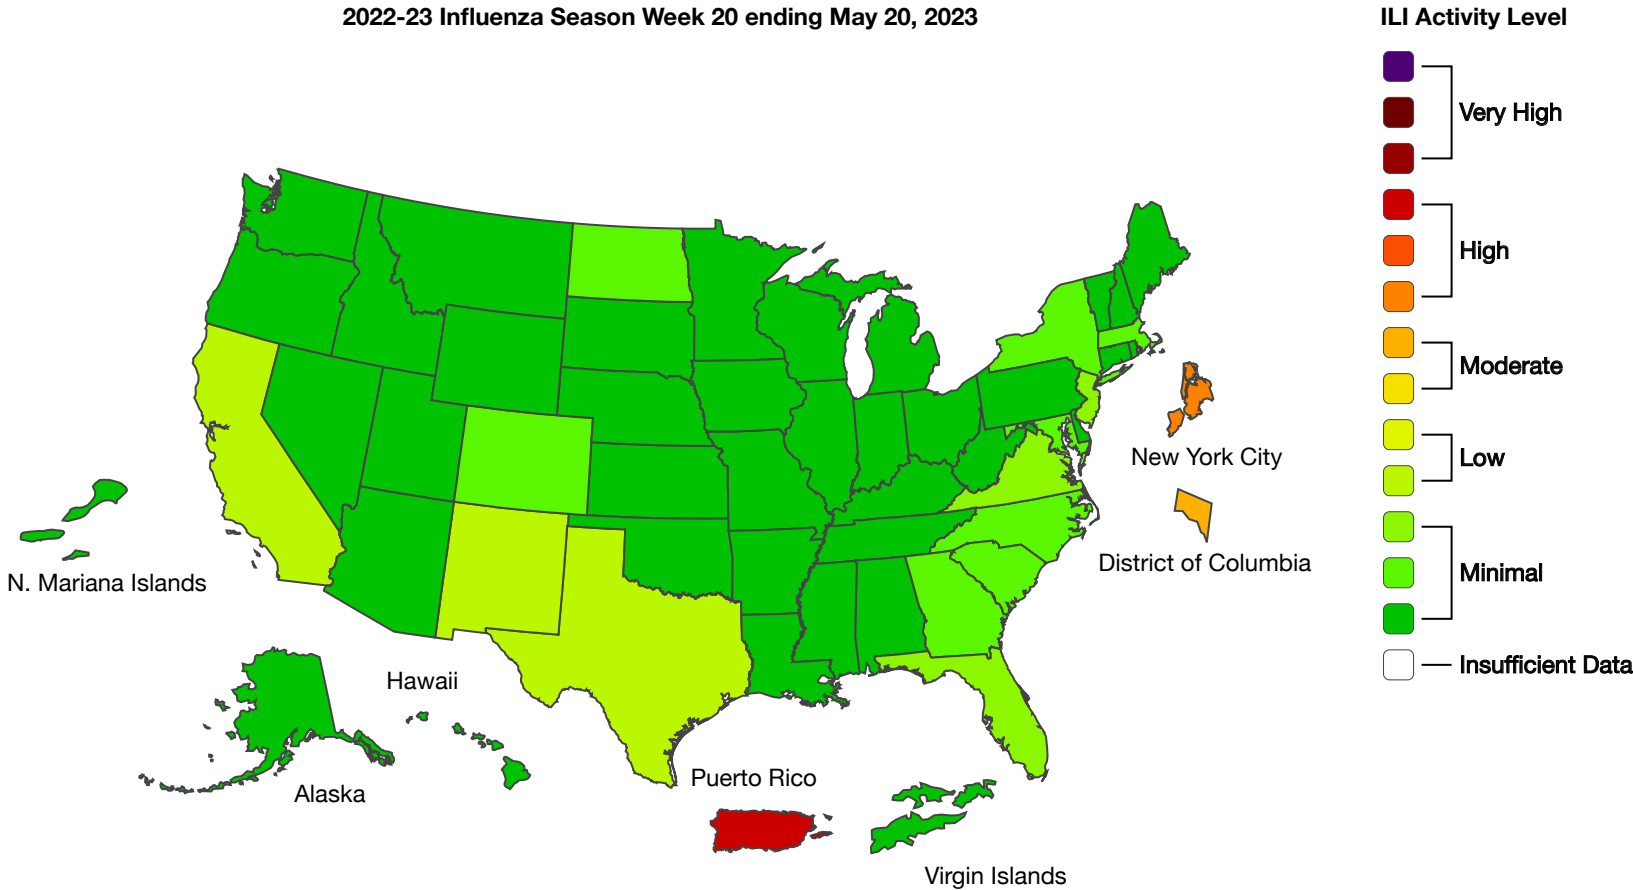 2022-23 Influenza Season Week 20 ending May 20, 2023
ILI Activity Level
Very High
High
Moderate
Low
Minimal
Insufficient Data
New York City
District of Columbia
N. Mariana Islands
Hawaii
Alaska
Puerto Rico
Virgin Islands